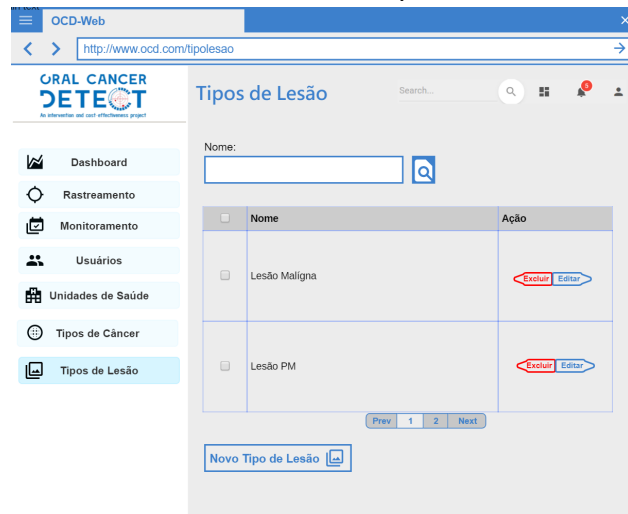 OCD-Web
http://www.ocd.com/tipolesao
ORAL CANCER
DETECT
An intervention and cost-effectiveness project
Tipos de Lesão
Search...
5
Dashboard
Rastreamento
Monitoramento
Usuários
Unidades de Saúde
Tipos de Câncer
Tipos de Lesão
Nome:
Nome Ação
Lesão Malígna Excluir Editar
Lesão PM Excluir Editar
Prev 1 2 Next
Novo Tipo de Lesão